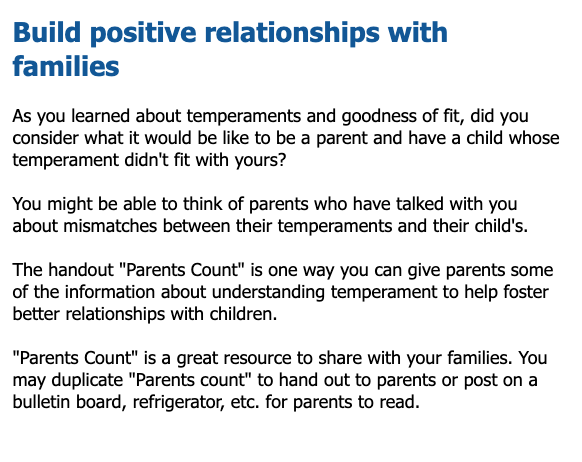 Build positive relationships with
families
As you learned about temperaments and goodness of fit, did you
consider what it would be like to be a parent and have a child whose
temperament didn't fit with yours?
You might be able to think of parents who have talked with you
about mismatches between their temperaments and their child's.
The handout "Parents Count" is one way you can give parents some
of the information about understanding temperament to help foster
better relationships with children.
"Parents Count" is a great resource to share with your families. You
may duplicate "Parents count" to hand out to parents or post on a
bulletin board, refrigerator, etc. for parents to read.